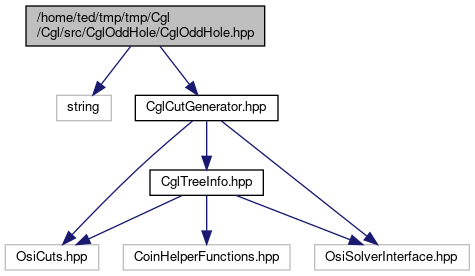 /home/ted/tmp/tmp/Cgl
/Cgl/src/CglOddHole/CglOddHole.hpp
string
CglCutGenerator.hpp
CglTreeInfo.hpp
OsiCuts.hpp
CoinHelperFunctions.hpp
OsiSolverInterface.hpp